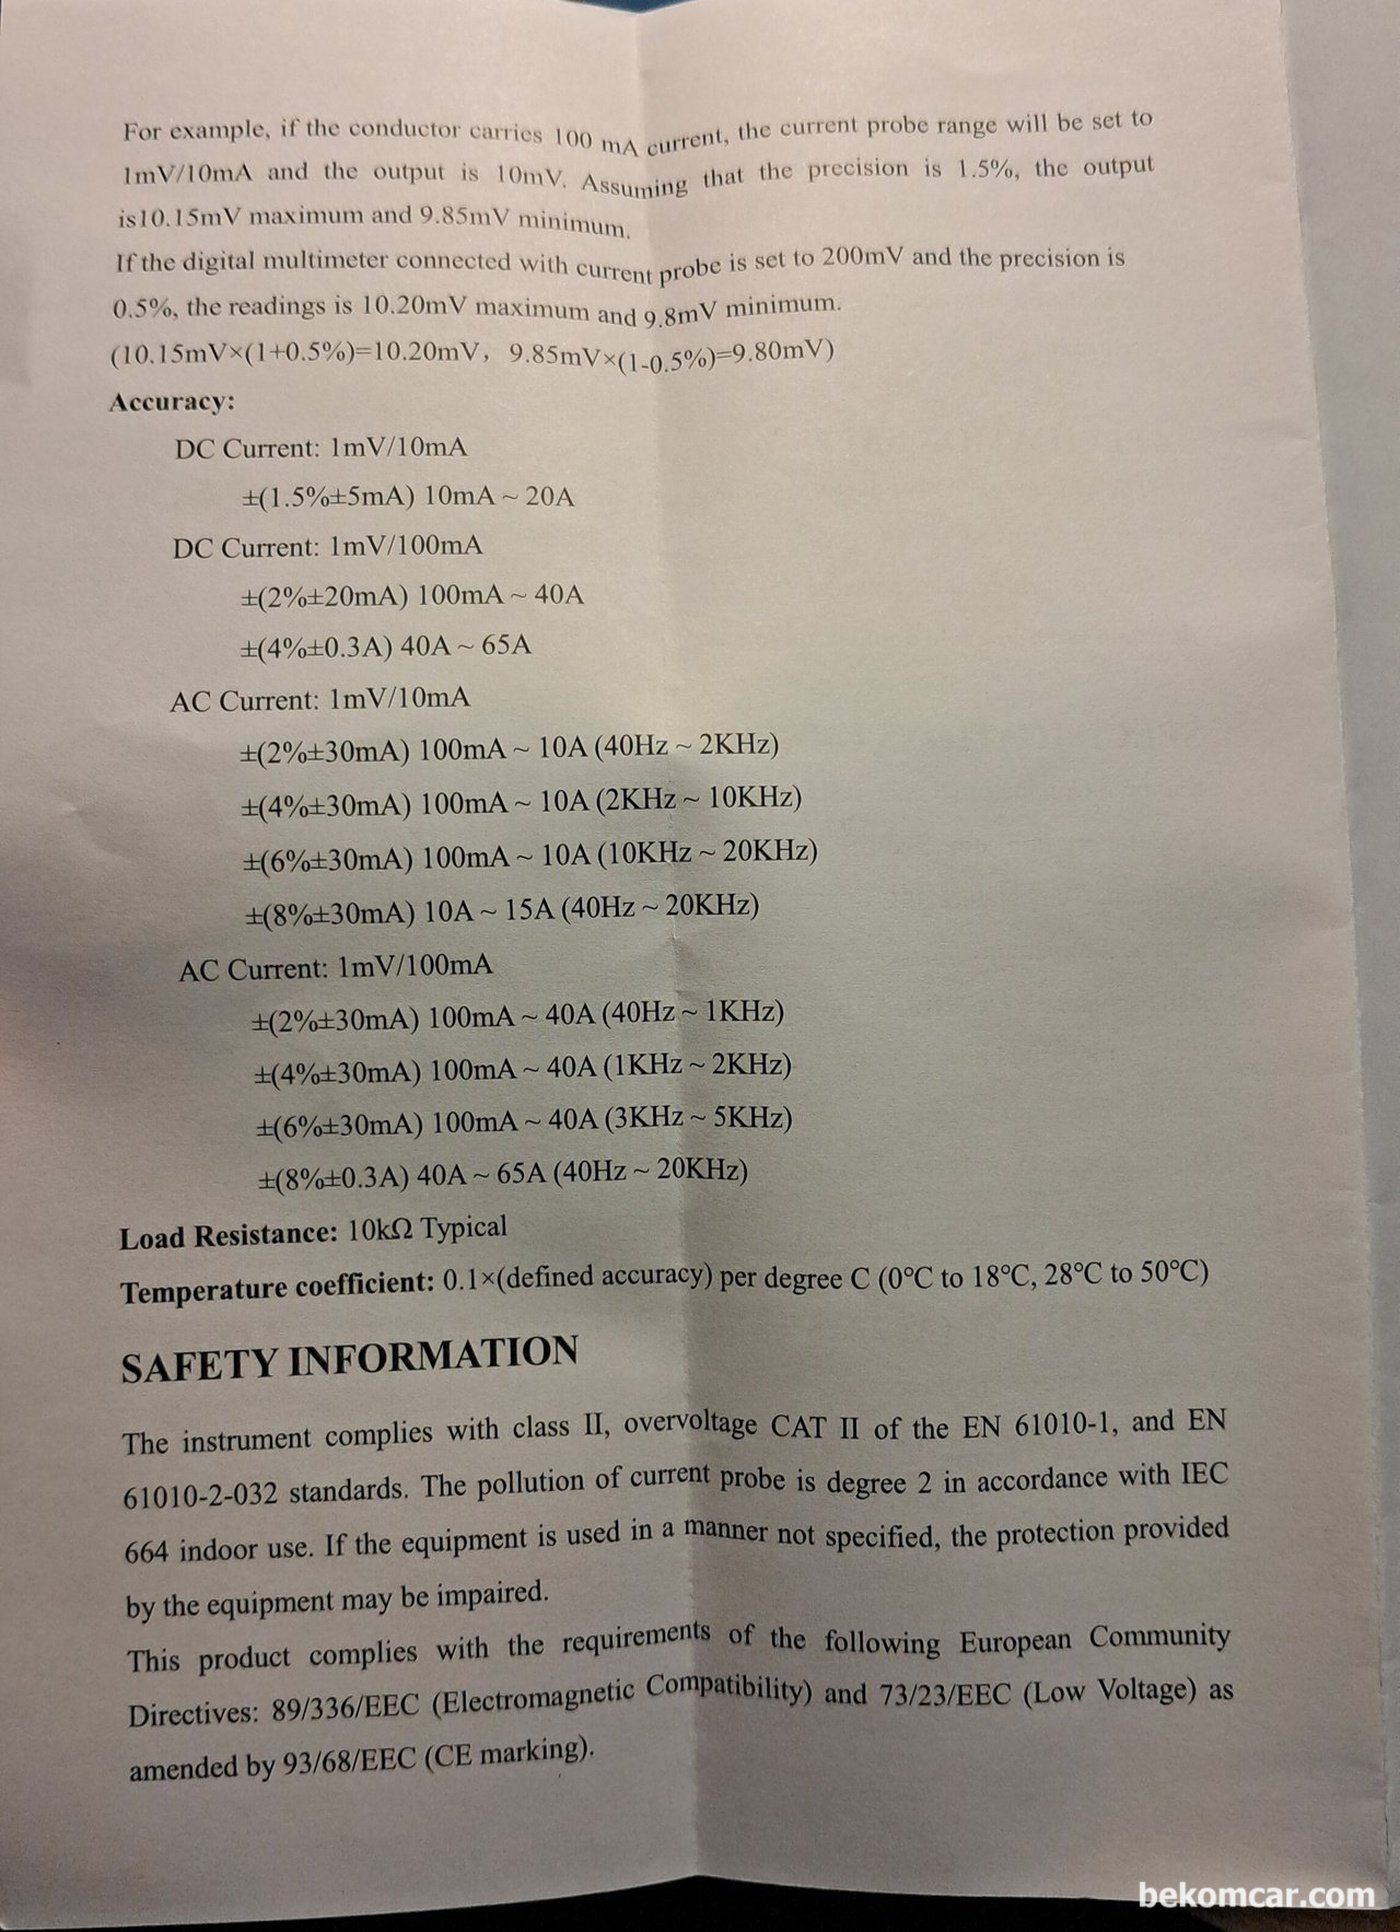 For example, if the conductor carries 100 mA current, the current probe range will be set to
1mV/10mA and the output is 10mV. Assuming that the precision is 1.5%, the output
is10.15mV maximum and 9.85mV minimum.
If the digital multimeter connected with current probe is set to 200mV and the precision is
0.5%, the readings is 10.20mV maximum and 9.8mV minimum.
(10.15mV×(1+0.5%)=10.20mV,  9.85mV×(1-0.5%)=9.80mV)
Accuracy:
DC Current: 1mV/10mA
±(1.5%±5mA) 10mA ~ 20A
DC Current: 1mV/100mA
±(2%±20mA) 100mA ~ 40A
±(4%±0.3A) 40A ~ 65A
AC Current: 1mV/10mA
±(2%±30mA) 100mA ~ 10A (40Hz ~ 2KHz)
±(4%±30mA) 100mA ~ 10A (2KHz ~ 10KHz)
±(6%±30mA) 100mA ~ 10A (10KHz ~ 20KHz)
±(8%±30mA) 10A ~ 15A (40Hz ~ 20KHz)
AC Current: 1mV/100mA
±(2%±30mA) 100mA ~ 40A (40Hz ~ 1KHz)
±(4%±30mA) 100mA ~ 40A (1KHz ~ 2KHz)
±(6%±30mA) 100mA ~ 40A (3KHz ~ 5KHz)
±(8%±0.3A) 40A ~ 65A (40Hz ~ 20KHz)
Load Resistance: 10kΩ Typical
Temperature coefficient: 0.1×(defined accuracy) per degree C (0°C to 18°C, 28°C to 50°C)
SAFETY INFORMATION
The instrument complies with class II, overvoltage CAT II of the EN 61010-1, and EN
61010-2-032 standards. The pollution of current probe is degree 2 in accordance with IEC
664 indoor use. If the equipment is used in a manner not specified, the protection provided
by the equipment may be impaired.
This product complies with the requirements of the following European Community
Directives: 89/336/EEC (Electromagnetic Compatibility) and 73/23/EEC (Low Voltage) as
amended by 93/68/EEC (CE marking).
bekomcar.com